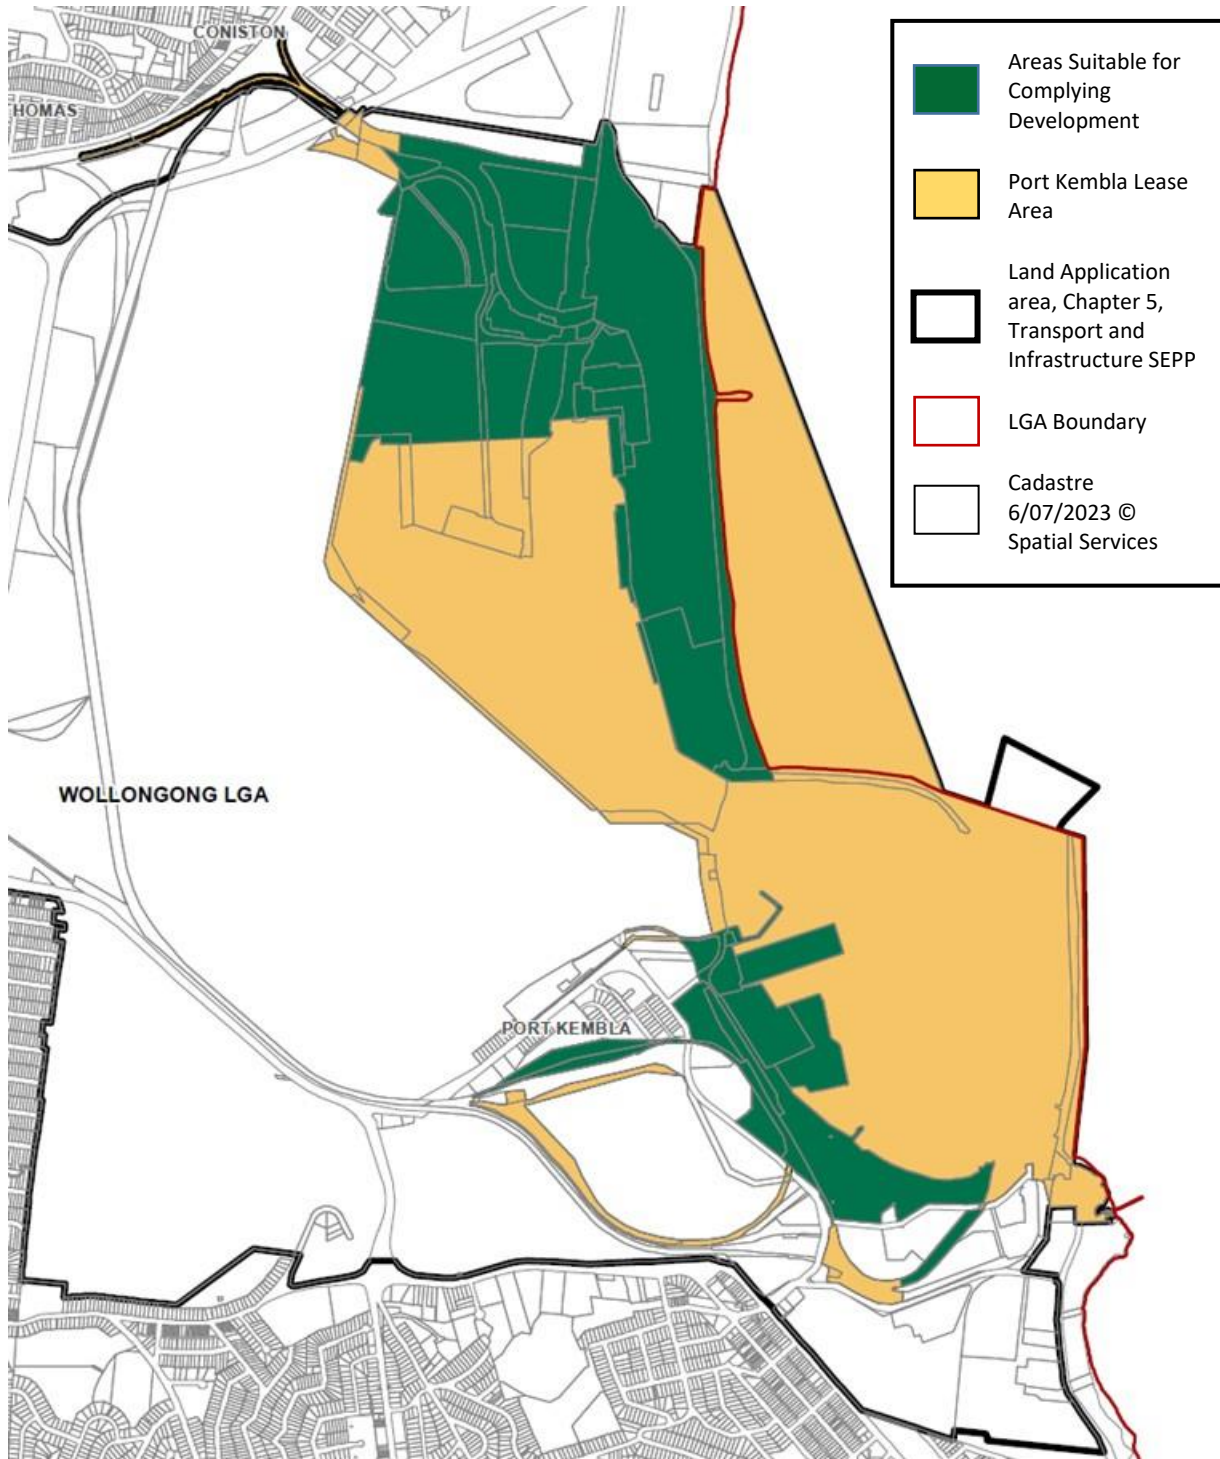 CONISTON
HOMAS
WOLLONGONG LGA
PORT KEMBLA
Areas Suitable for
Complying
Development
Port Kembla Lease
Area
Land Application
area, Chapter 5,
Transport and
Infrastructure SEPP
LGA Boundary
Cadastre
6/07/2023 ©
Spatial Services